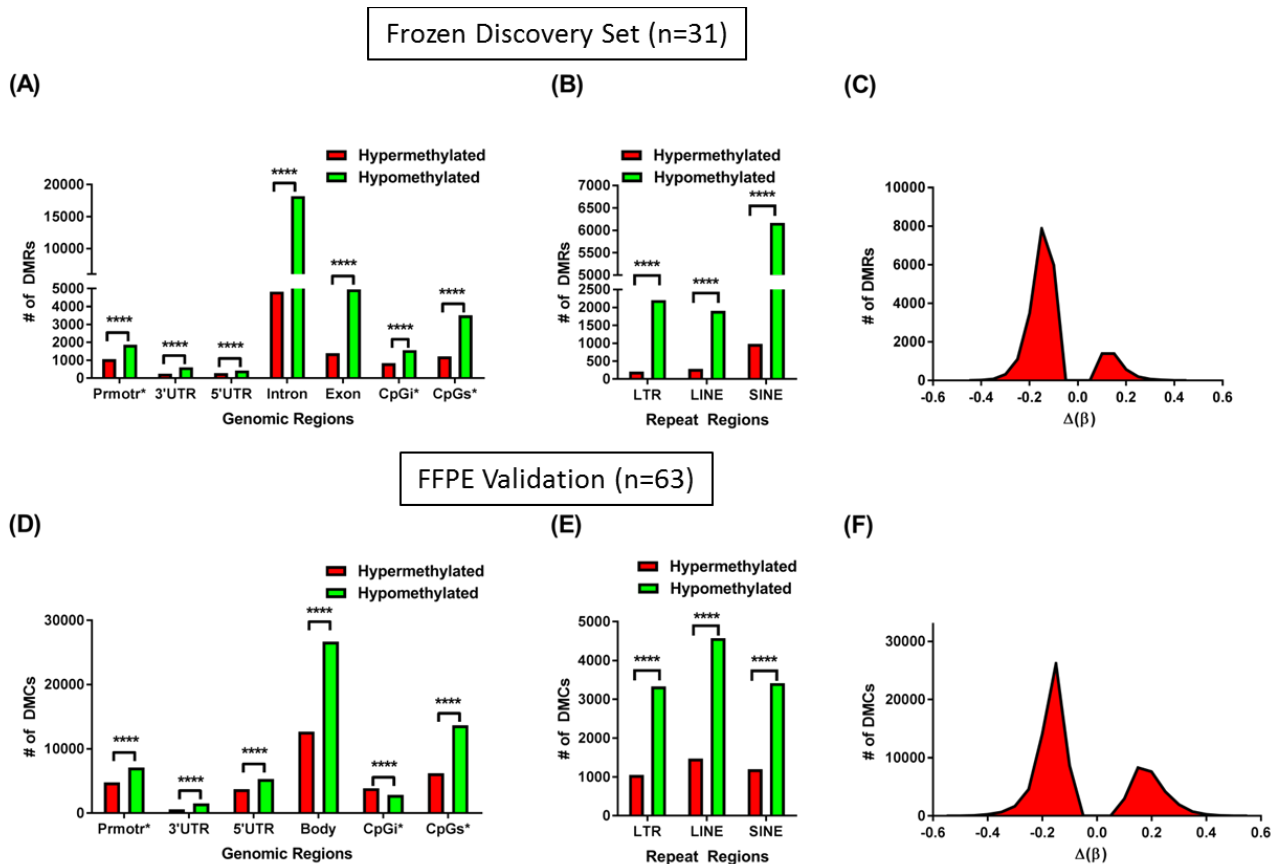 Frozen Discovery Set (n=31)
(A)
Hypermethylated
Hypomethylated
# of DMRs
20000
15000
10000
5000
4000
3000
2000
1000
0
****
****
****
****
****
****
****
Prmotr*
3'UTR
5'UTR
Intron
Exon
CpGi*
CpGs*
Genomic Regions
(B)
Hypermethylated
Hypomethylated
# of DMRs
7000
6500
6000
5500
5000
2500
2000
1500
1000
500
0
****
****
****
LTR
LINE
SINE
Repeat Regions
(C)
# of DMRs
10000
8000
6000
4000
2000
0
-0.6
-0.4
-0.2
0.0
0.2
0.4
0.6
Δ(β)
FFPE Validation (n=63)
(D)
Hypermethylated
Hypomethylated
# of DMCs
30000
20000
10000
0
****
****
****
****
****
****
Prmotr*
3'UTR
5'UTR
Body
CpGi*
CpGs*
Genomic Regions
(E)
Hypermethylated
Hypomethylated
# of DMCs
5000
4000
3000
2000
1000
0
****
****
****
LTR
LINE
SINE
Repeat Regions
(F)
# of DMCs
30000
20000
10000
0
-0.6
-0.4
-0.2
0.0
0.2
0.4
0.6
Δ(β)